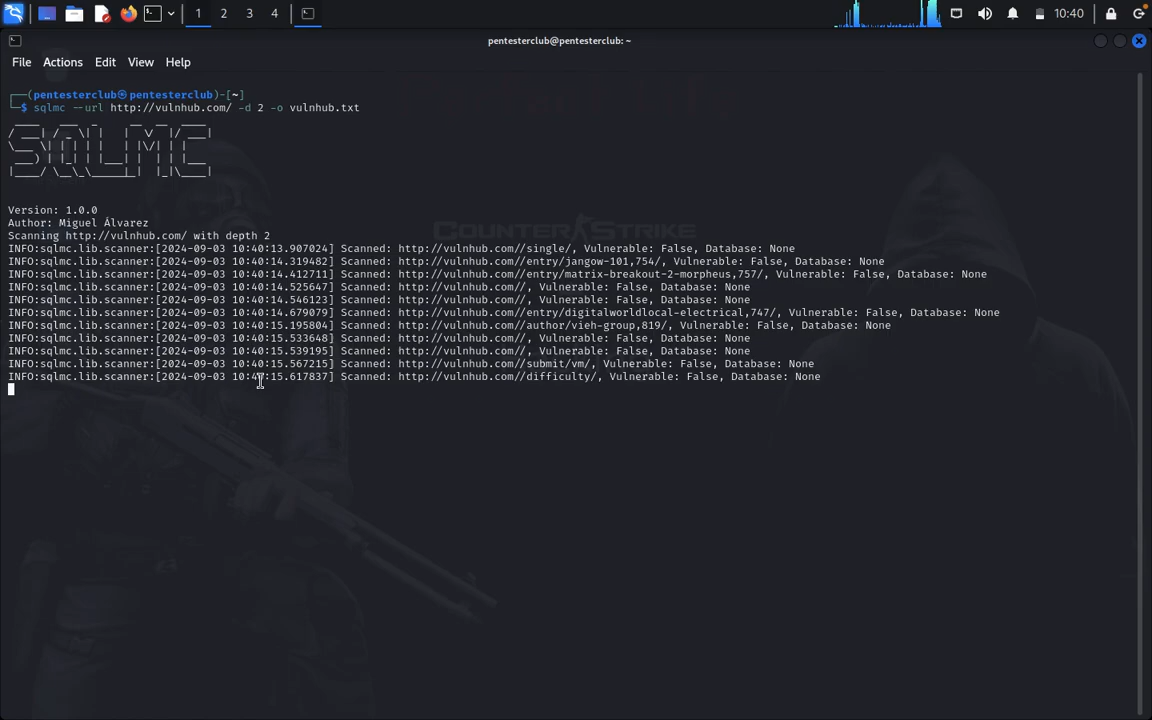 1 2 3 4 10:40
pentesterclub@pentesterclub: ~
File Actions Edit View Help
┌──(pentesterclub㉿pentesterclub)-[~]
└─$ sqlmc --url http://vulnhub.com/ -d 2 -o vulnhub.txt
SQLMC
Version: 1.0.0
Author: Miguel Álvarez
COUNTER STRIKE
Scanning http://vulnhub.com/ with depth 2
INFO:sqlmc.lib.scanner:[2024-09-03 10:40:13.907024] Scanned: http://vulnhub.com//single/, Vulnerable: False, Database: None
INFO:sqlmc.lib.scanner:[2024-09-03 10:40:14.319482] Scanned: http://vulnhub.com//entry/jangow-101,754/, Vulnerable: False, Database: None
INFO:sqlmc.lib.scanner:[2024-09-03 10:40:14.412711] Scanned: http://vulnhub.com//entry/matrix-breakout-2-morpheus,757/, Vulnerable: False, Database: None
INFO:sqlmc.lib.scanner:[2024-09-03 10:40:14.525647] Scanned: http://vulnhub.com//, Vulnerable: False, Database: None
INFO:sqlmc.lib.scanner:[2024-09-03 10:40:14.546123] Scanned: http://vulnhub.com//, Vulnerable: False, Database: None
INFO:sqlmc.lib.scanner:[2024-09-03 10:40:14.679079] Scanned: http://vulnhub.com//entry/digitalworldlocal-electrical,747/, Vulnerable: False, Database: None
INFO:sqlmc.lib.scanner:[2024-09-03 10:40:15.195804] Scanned: http://vulnhub.com//author/vieh-group,819/, Vulnerable: False, Database: None
INFO:sqlmc.lib.scanner:[2024-09-03 10:40:15.533648] Scanned: http://vulnhub.com//, Vulnerable: False, Database: None
INFO:sqlmc.lib.scanner:[2024-09-03 10:40:15.539195] Scanned: http://vulnhub.com//, Vulnerable: False, Database: None
INFO:sqlmc.lib.scanner:[2024-09-03 10:40:15.567215] Scanned: http://vulnhub.com//submit/vm/, Vulnerable: False, Database: None
INFO:sqlmc.lib.scanner:[2024-09-03 10:40:15.617837] Scanned: http://vulnhub.com//difficulty/, Vulnerable: False, Database: None